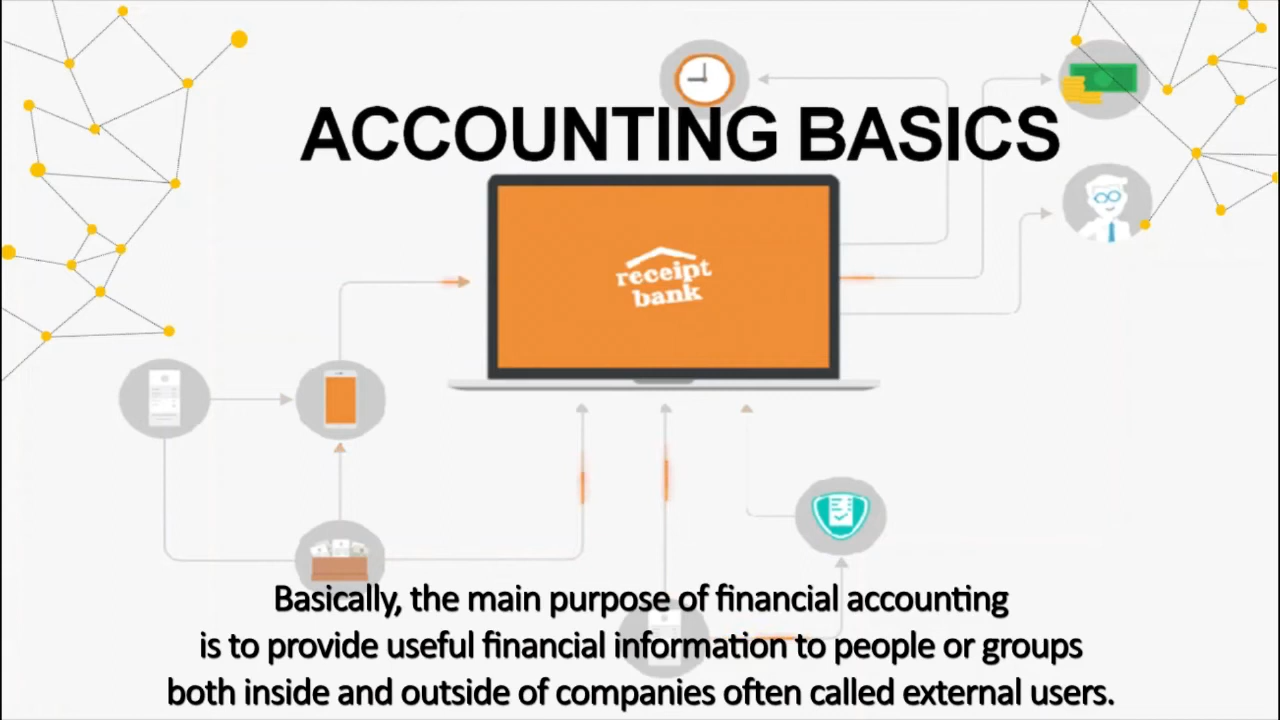 ACCOUNTING BASICS
receipt
bank
Basically, the main purpose of financial accounting
is to provide useful financial information to people or groups
both inside and outside of companies often called external users.